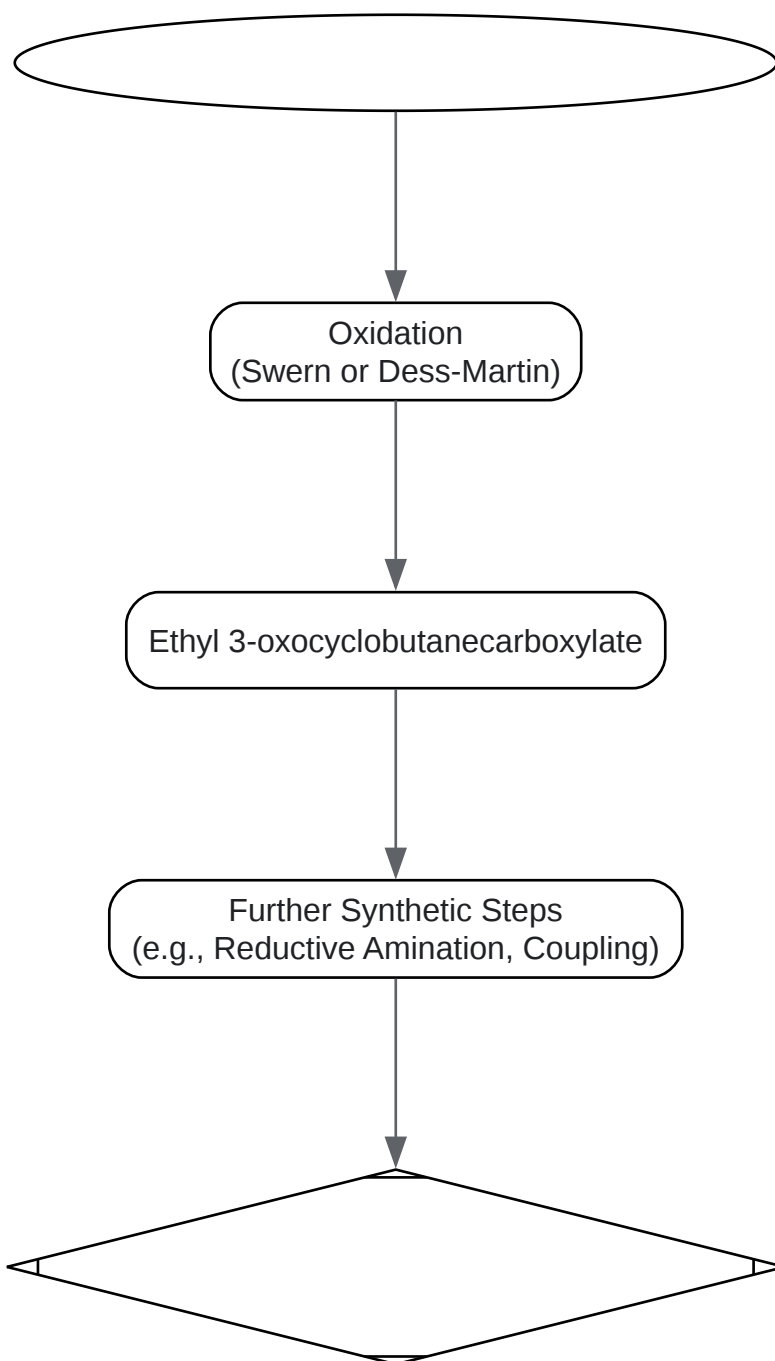 Oxidation
(Swern or Dess-Martin)
Ethyl 3-oxocyclobutanecarboxylate
Further Synthetic Steps
(e.g., Reductive Amination, Coupling)